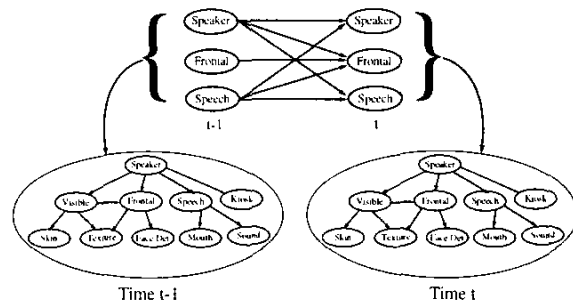 Speaker Speaker
Frontal Frontal
Speech Speech
t-1 t
Speaker Speaker
Visible Frontal Speech Kiosk Visible Frontal Speech Kiosk
Skin Texture Face Det Mouth Sound Skin Texture Face Det Mouth Sound
Time t-1 Time t